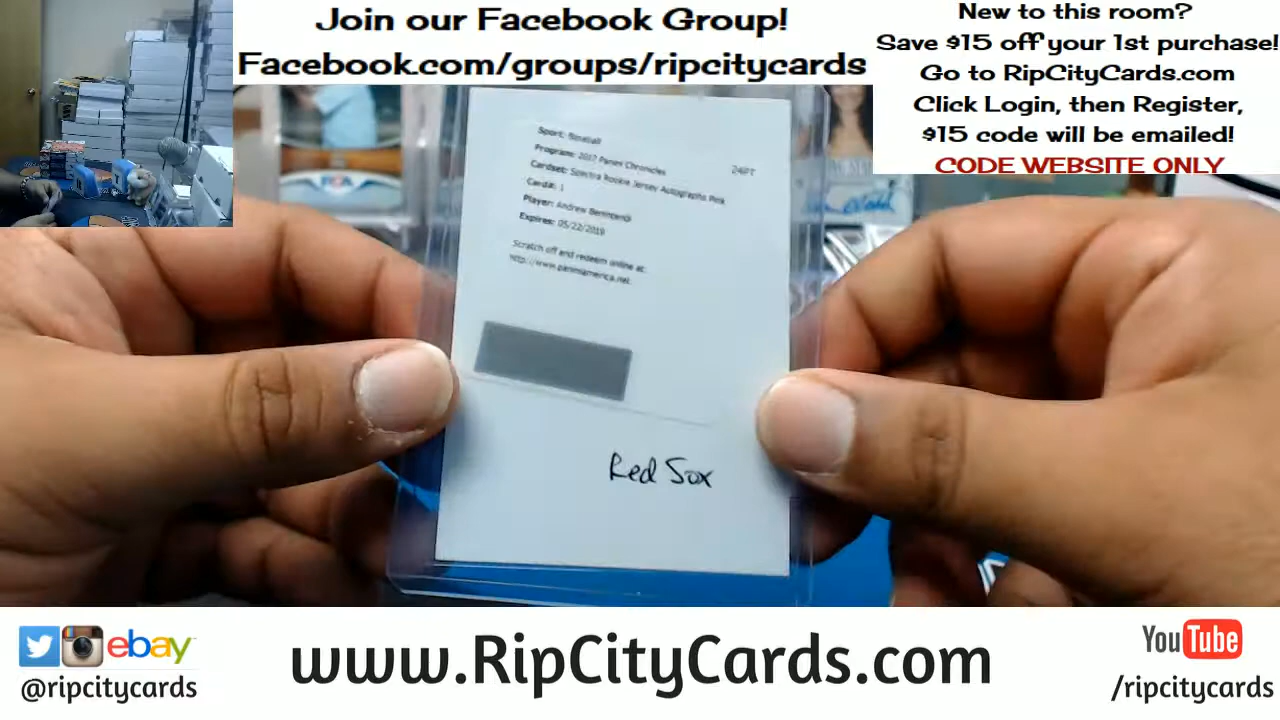 Join our Facebook Group!
Facebook.com/groups/ripcitycards
New to this room?
Save $15 off your 1st purchase!
Go to RipCityCards.com
Click Login, then Register,
$15 code will be emailed!
CODE WEBSITE ONLY
Sport: Baseball
24PT
Program: 2017 Panini Chronicles
Cardset: Spectra Rookie Jersey Autographs Pink
Card#: 1
Player: Andrew Benintendi
Expires: 05/22/2019
Scratch off and redeem online at:
http://www.paniniamerica.net
Red Sox
ebay
@ripcitycards
www.RipCityCards.com
YouTube
/ripcitycards